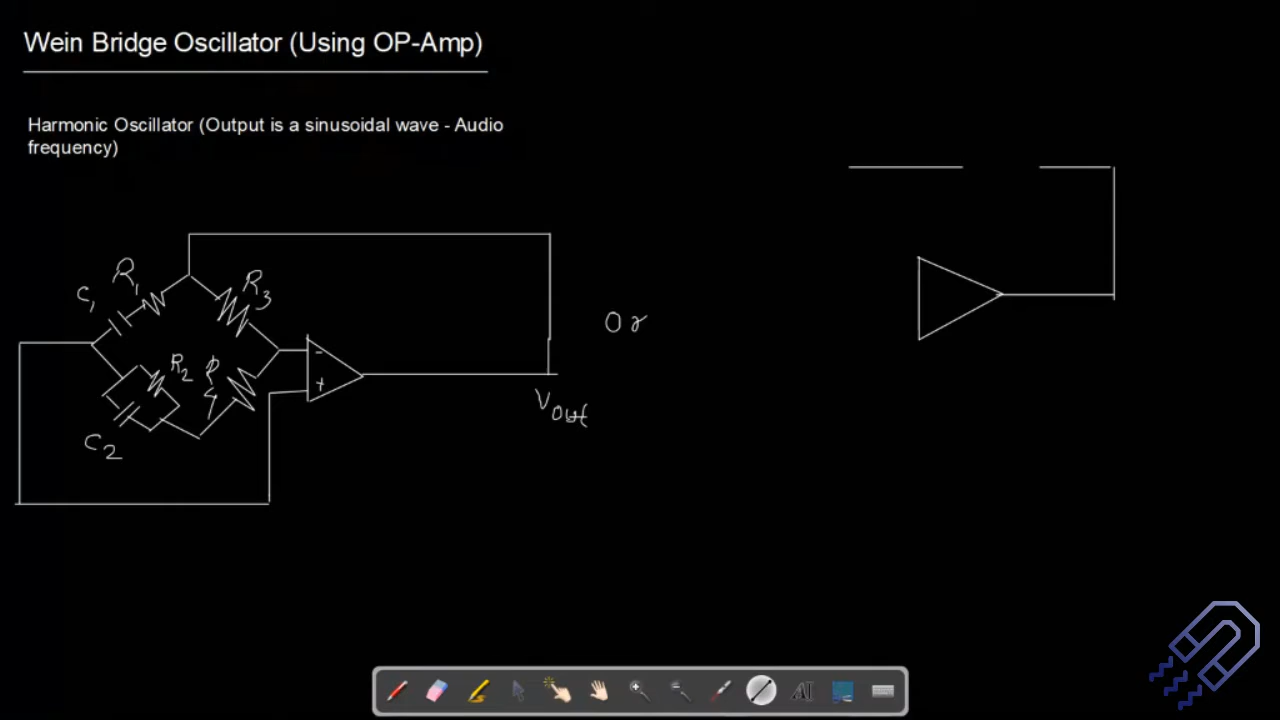 Wein Bridge Oscillator (Using OP-Amp)
Harmonic Oscillator (Output is a sinusoidal wave - Audio
frequency)
R1
C1
R3
R2
C2
-
+
Or
Vout